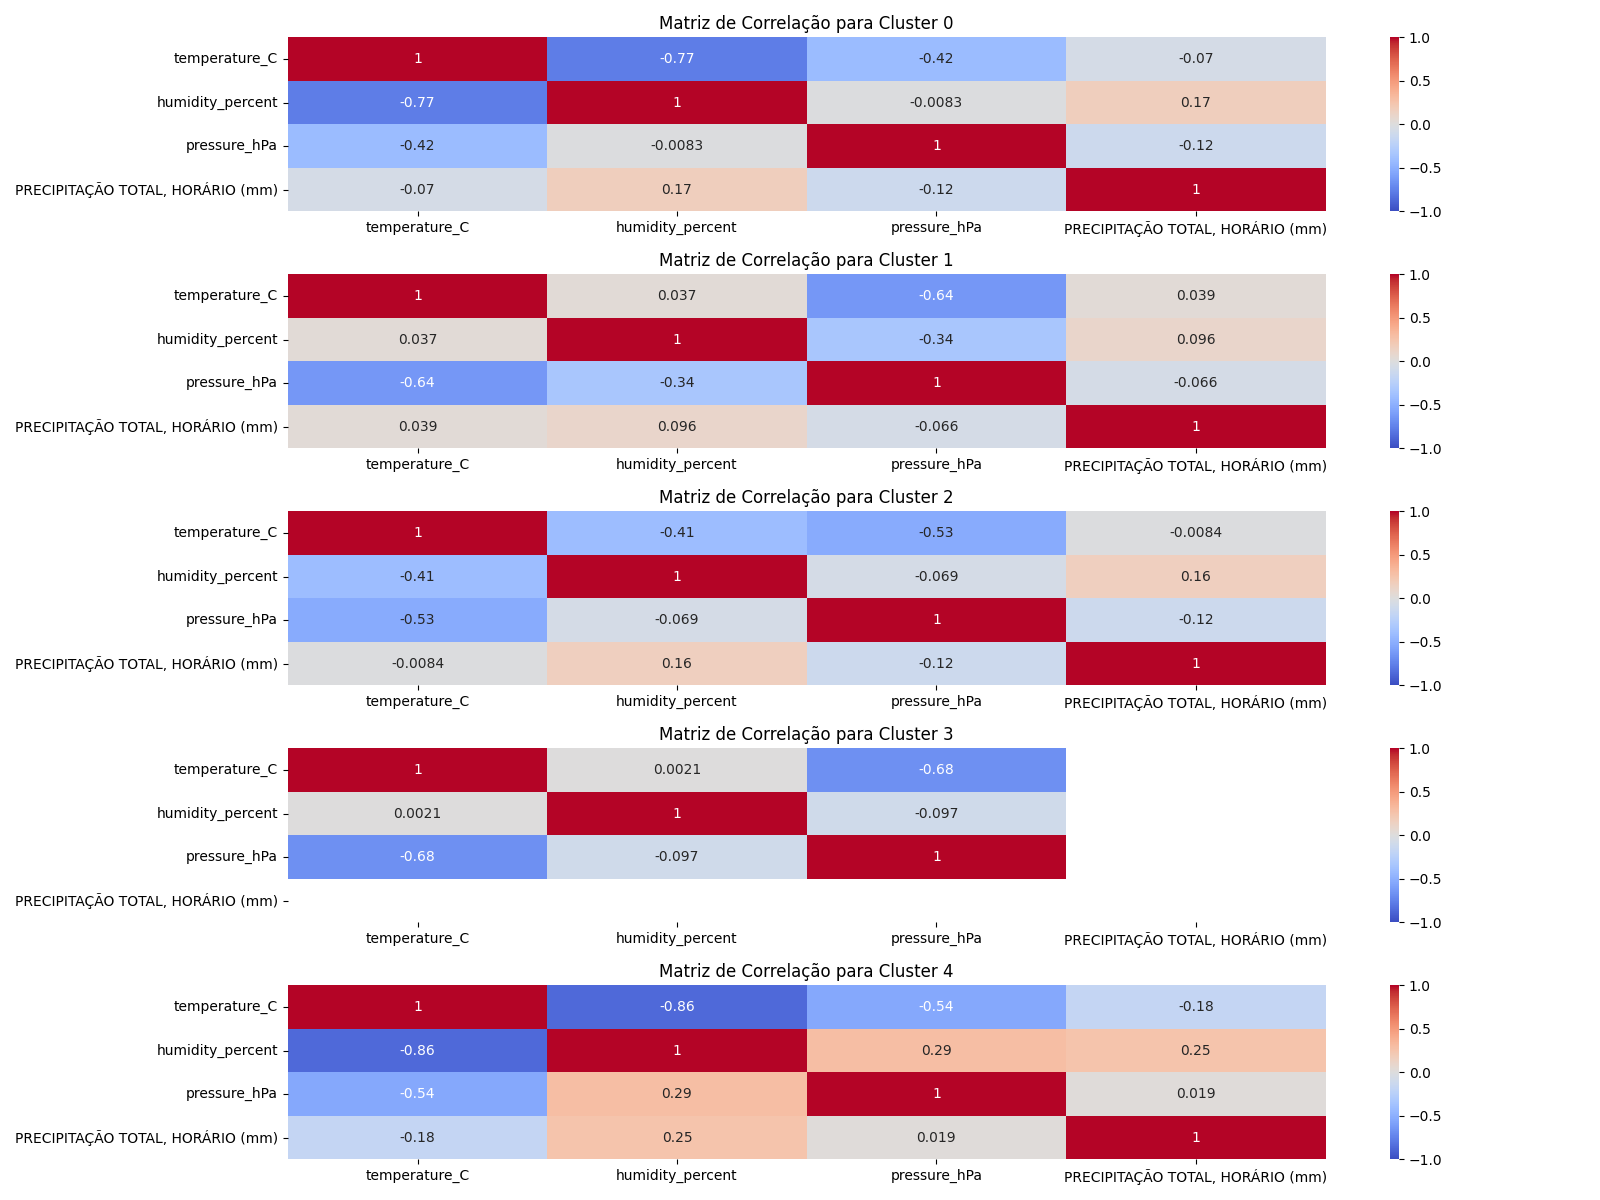 Matriz de Correlação para Cluster 0
temperature_C 1 -0.77 -0.42 -0.07
humidity_percent -0.77 1 -0.0083 0.17
pressure_hPa -0.42 -0.0083 1 -0.12
PRECIPITAÇÃO TOTAL, HORÁRIO (mm) -0.07 0.17 -0.12 1
temperature_C humidity_percent pressure_hPa PRECIPITAÇÃO TOTAL, HORÁRIO (mm)
1.0
0.5
0.0
−0.5
−1.0
Matriz de Correlação para Cluster 1
temperature_C 1 0.037 -0.64 0.039
humidity_percent 0.037 1 -0.34 0.096
pressure_hPa -0.64 -0.34 1 -0.066
PRECIPITAÇÃO TOTAL, HORÁRIO (mm) 0.039 0.096 -0.066 1
temperature_C humidity_percent pressure_hPa PRECIPITAÇÃO TOTAL, HORÁRIO (mm)
1.0
0.5
0.0
−0.5
−1.0
Matriz de Correlação para Cluster 2
temperature_C 1 -0.41 -0.53 -0.0084
humidity_percent -0.41 1 -0.069 0.16
pressure_hPa -0.53 -0.069 1 -0.12
PRECIPITAÇÃO TOTAL, HORÁRIO (mm) -0.0084 0.16 -0.12 1
temperature_C humidity_percent pressure_hPa PRECIPITAÇÃO TOTAL, HORÁRIO (mm)
1.0
0.5
0.0
−0.5
−1.0
Matriz de Correlação para Cluster 3
temperature_C 1 0.0021 -0.68
humidity_percent 0.0021 1 -0.097
pressure_hPa -0.68 -0.097 1
PRECIPITAÇÃO TOTAL, HORÁRIO (mm)
temperature_C humidity_percent pressure_hPa PRECIPITAÇÃO TOTAL, HORÁRIO (mm)
1.0
0.5
0.0
−0.5
−1.0
Matriz de Correlação para Cluster 4
temperature_C 1 -0.86 -0.54 -0.18
humidity_percent -0.86 1 0.29 0.25
pressure_hPa -0.54 0.29 1 0.019
PRECIPITAÇÃO TOTAL, HORÁRIO (mm) -0.18 0.25 0.019 1
temperature_C humidity_percent pressure_hPa PRECIPITAÇÃO TOTAL, HORÁRIO (mm)
1.0
0.5
0.0
−0.5
−1.0